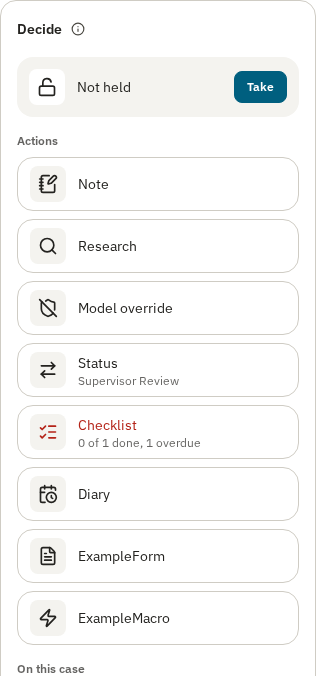 Decide
Not held
Take
Actions
Note
Research
Model override
Status
Supervisor Review
Checklist
0 of 1 done, 1 overdue
Diary
ExampleForm
ExampleMacro
On this case